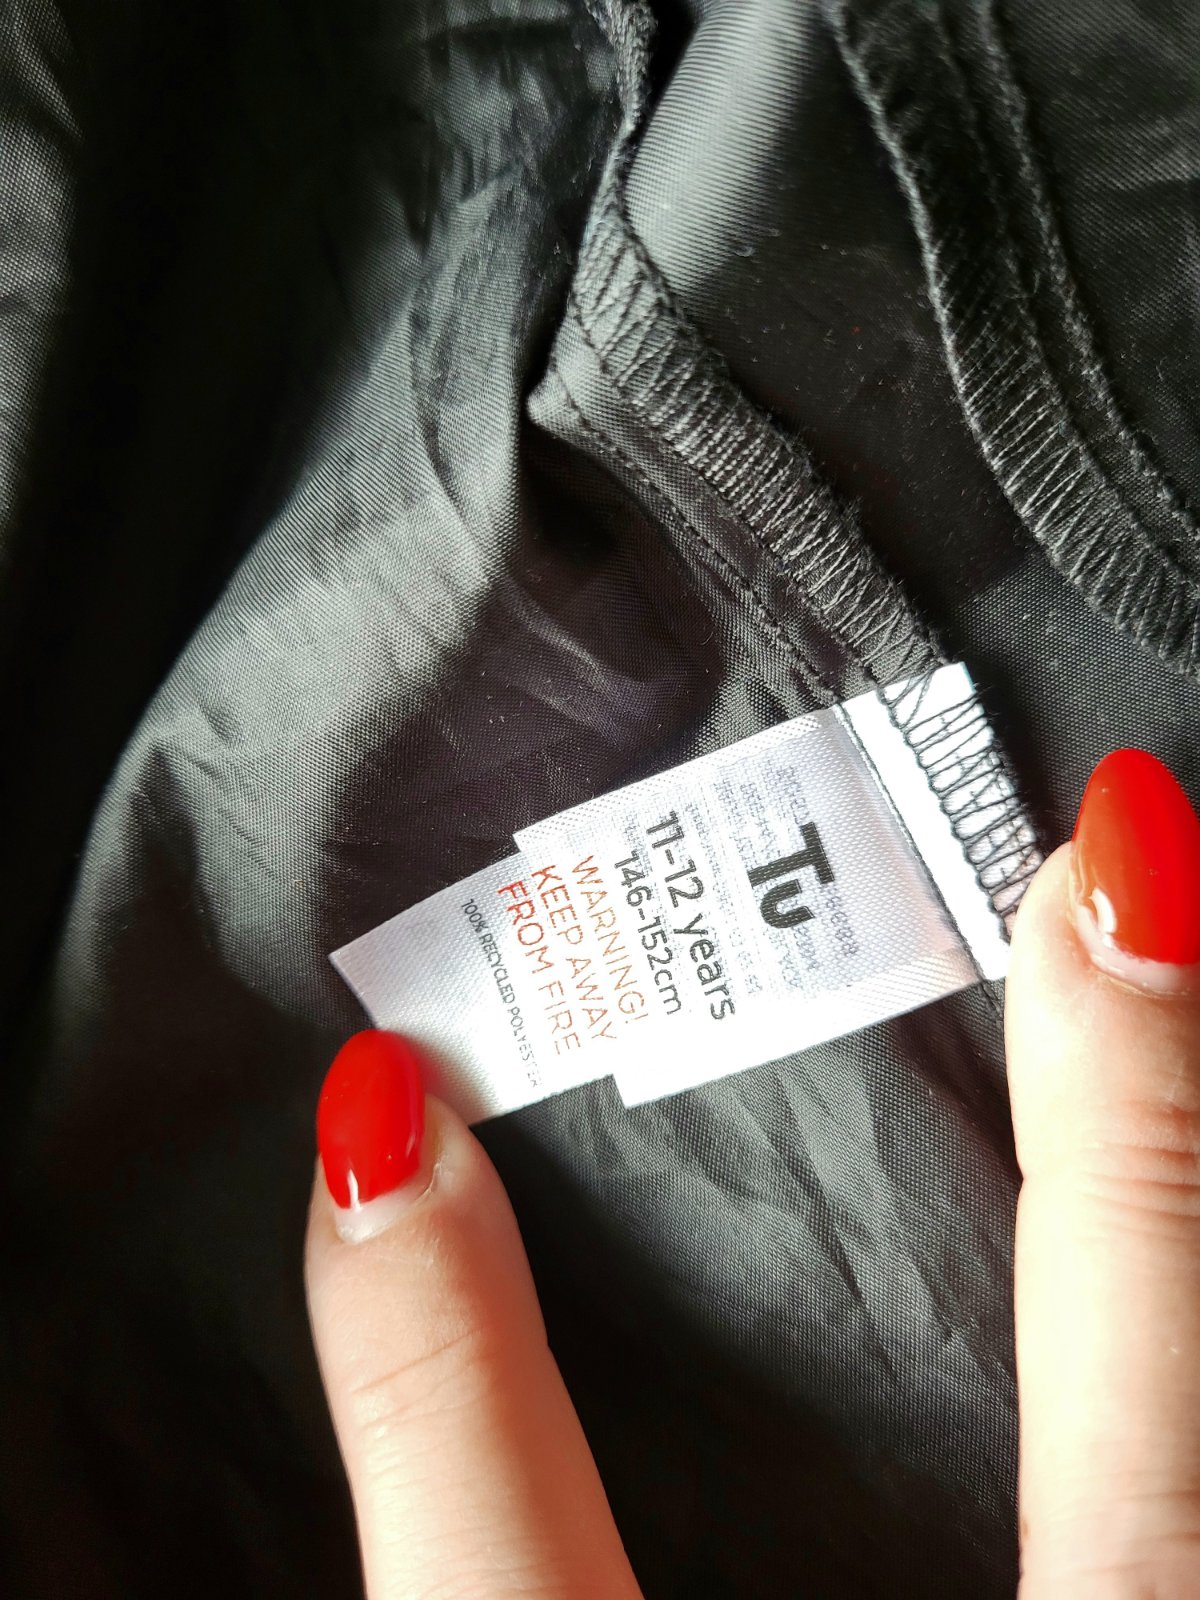 Tu
11-12 years
146-152cm
WARNING!
KEEP AWAY
FROM FIRE
100% RECYCLED POLYESTER